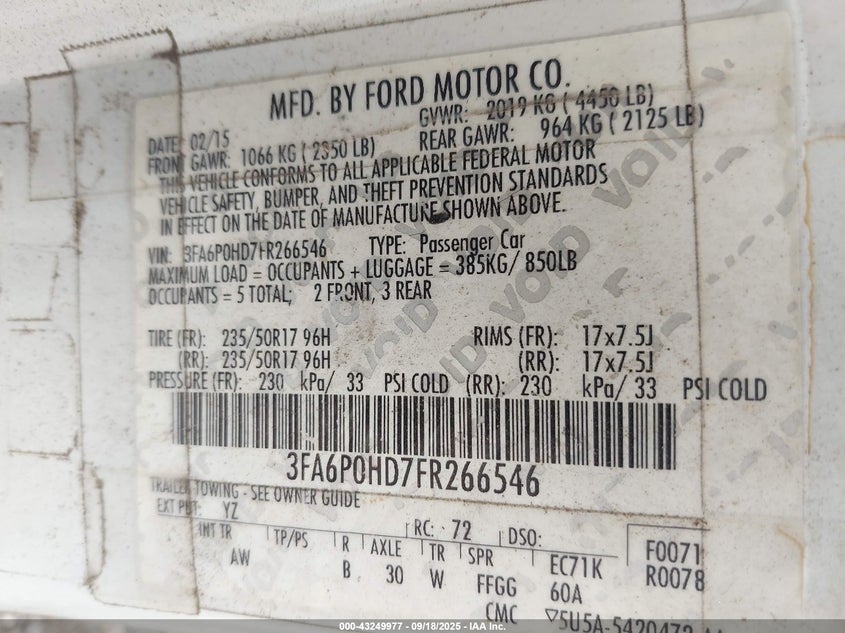 MFD. BY FORD MOTOR CO.
DATE: 02/15 GVWR: 2019 KG ( 4450 LB)
FRONT GAWR: 1066 KG ( 2350 LB) REAR GAWR: 964 KG ( 2125 LB)
THIS VEHICLE CONFORMS TO ALL APPLICABLE FEDERAL MOTOR
VEHICLE SAFETY, BUMPER, AND THEFT PREVENTION STANDARDS
IN EFFECT ON THE DATE OF MANUFACTURE SHOWN ABOVE.
VIN: 3FA6P0HD7FR266546 TYPE: Passenger Car
MAXIMUM LOAD = OCCUPANTS + LUGGAGE = 385KG/ 850LB
OCCUPANTS = 5 TOTAL; 2 FRONT, 3 REAR
TIRE (FR): 235/50R17 96H RIMS (FR): 17x7.5J
(RR): 235/50R17 96H (RR): 17x7.5J
PRESSURE (FR): 230 kPa/ 33 PSI COLD (RR): 230 kPa/ 33 PSI COLD
3FA6P0HD7FR266546
TRAILER TOWING - SEE OWNER GUIDE
EXT PNT: YZ RC: 72 DSO: F0071
INT TR TP/PS R AXLE TR SPR EC71K R0078
AW B 30 W FFGG 60A
CMC ▽5U5A-5420472
VOID VOID VOID VOID
000-43249977 - 09/18/2025 - IAA Inc.